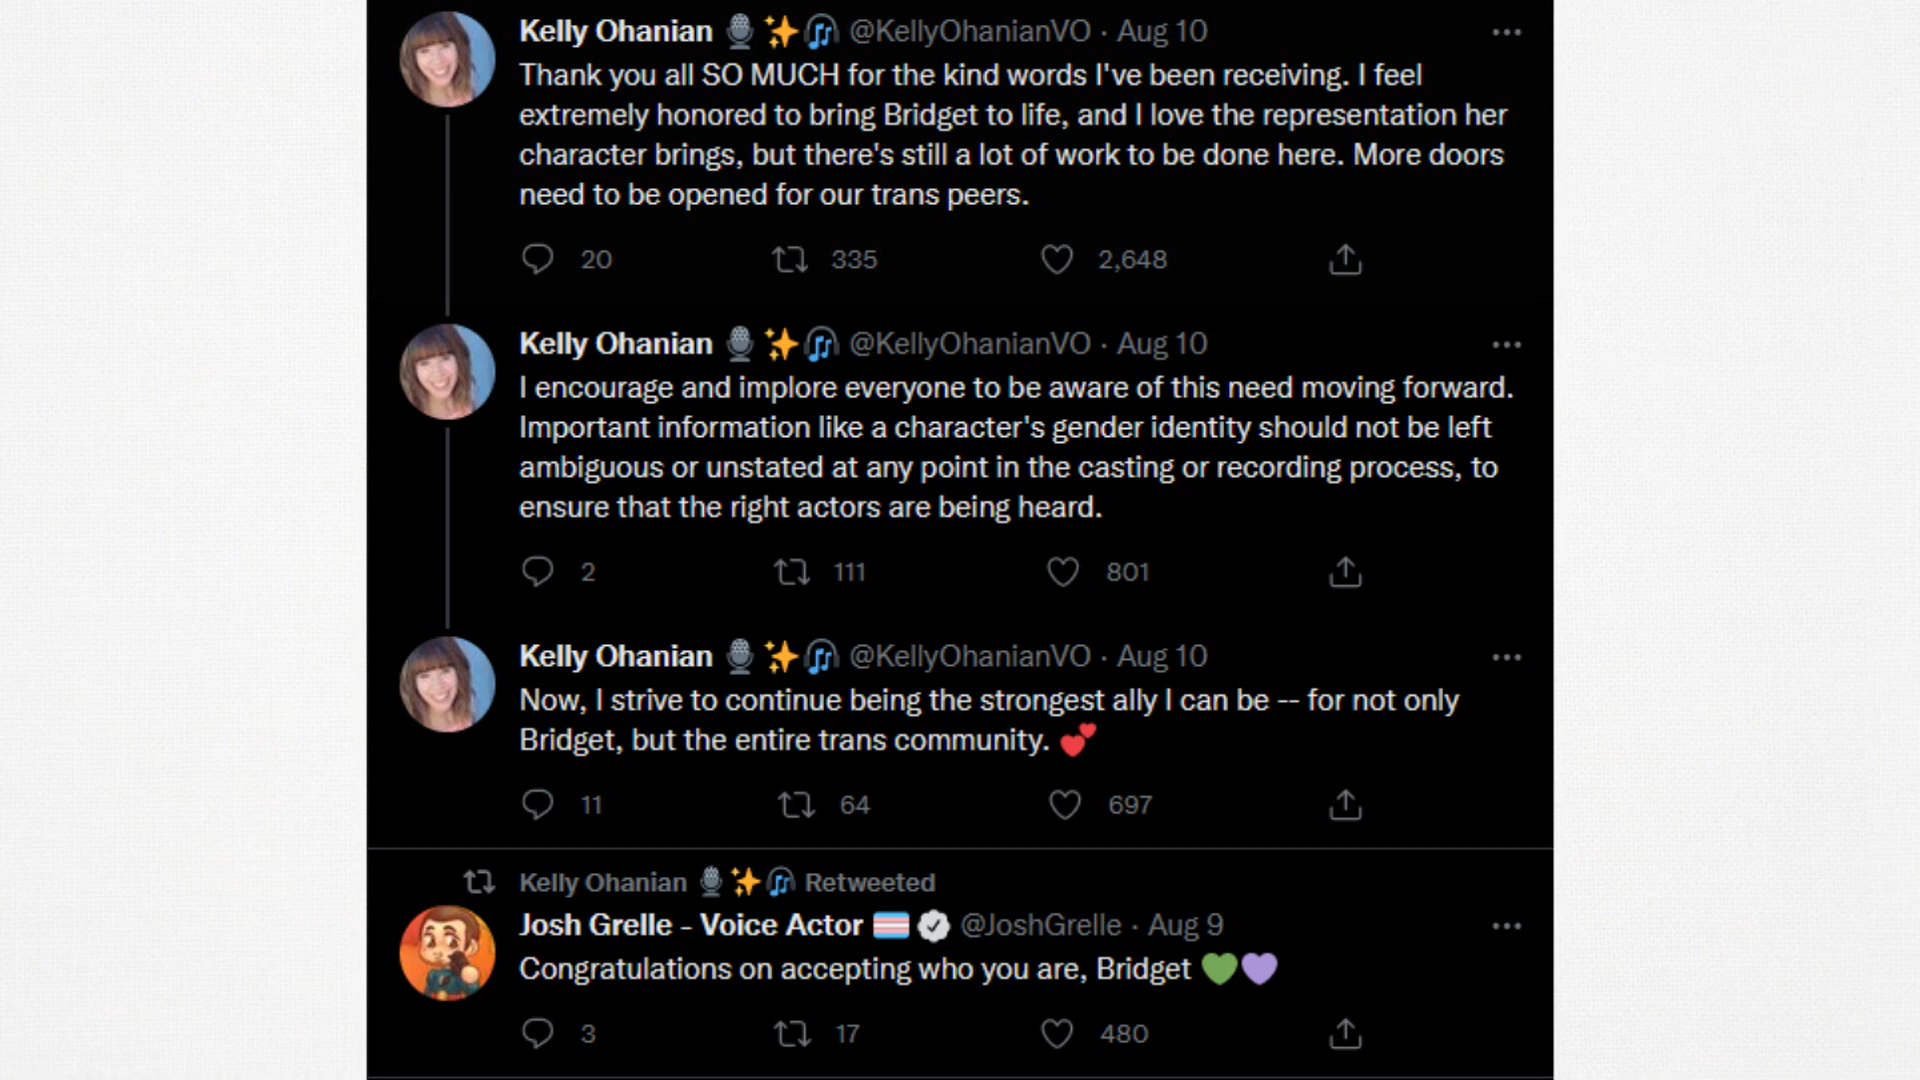 Kelly Ohanian 🎙️✨🎧 @KellyOhanianVO · Aug 10
Thank you all SO MUCH for the kind words I've been receiving. I feel
extremely honored to bring Bridget to life, and I love the representation her
character brings, but there's still a lot of work to be done here. More doors
need to be opened for our trans peers.
20 335 2,648
Kelly Ohanian 🎙️✨🎧 @KellyOhanianVO · Aug 10
I encourage and implore everyone to be aware of this need moving forward.
Important information like a character's gender identity should not be left
ambiguous or unstated at any point in the casting or recording process, to
ensure that the right actors are being heard.
2 111 801
Kelly Ohanian 🎙️✨🎧 @KellyOhanianVO · Aug 10
Now, I strive to continue being the strongest ally I can be -- for not only
Bridget, but the entire trans community. 💕
11 64 697
Kelly Ohanian 🎙️✨🎧 Retweeted
Josh Grelle - Voice Actor 🏳️‍⚧️ @JoshGrelle · Aug 9
Congratulations on accepting who you are, Bridget 💚💜
3 17 480